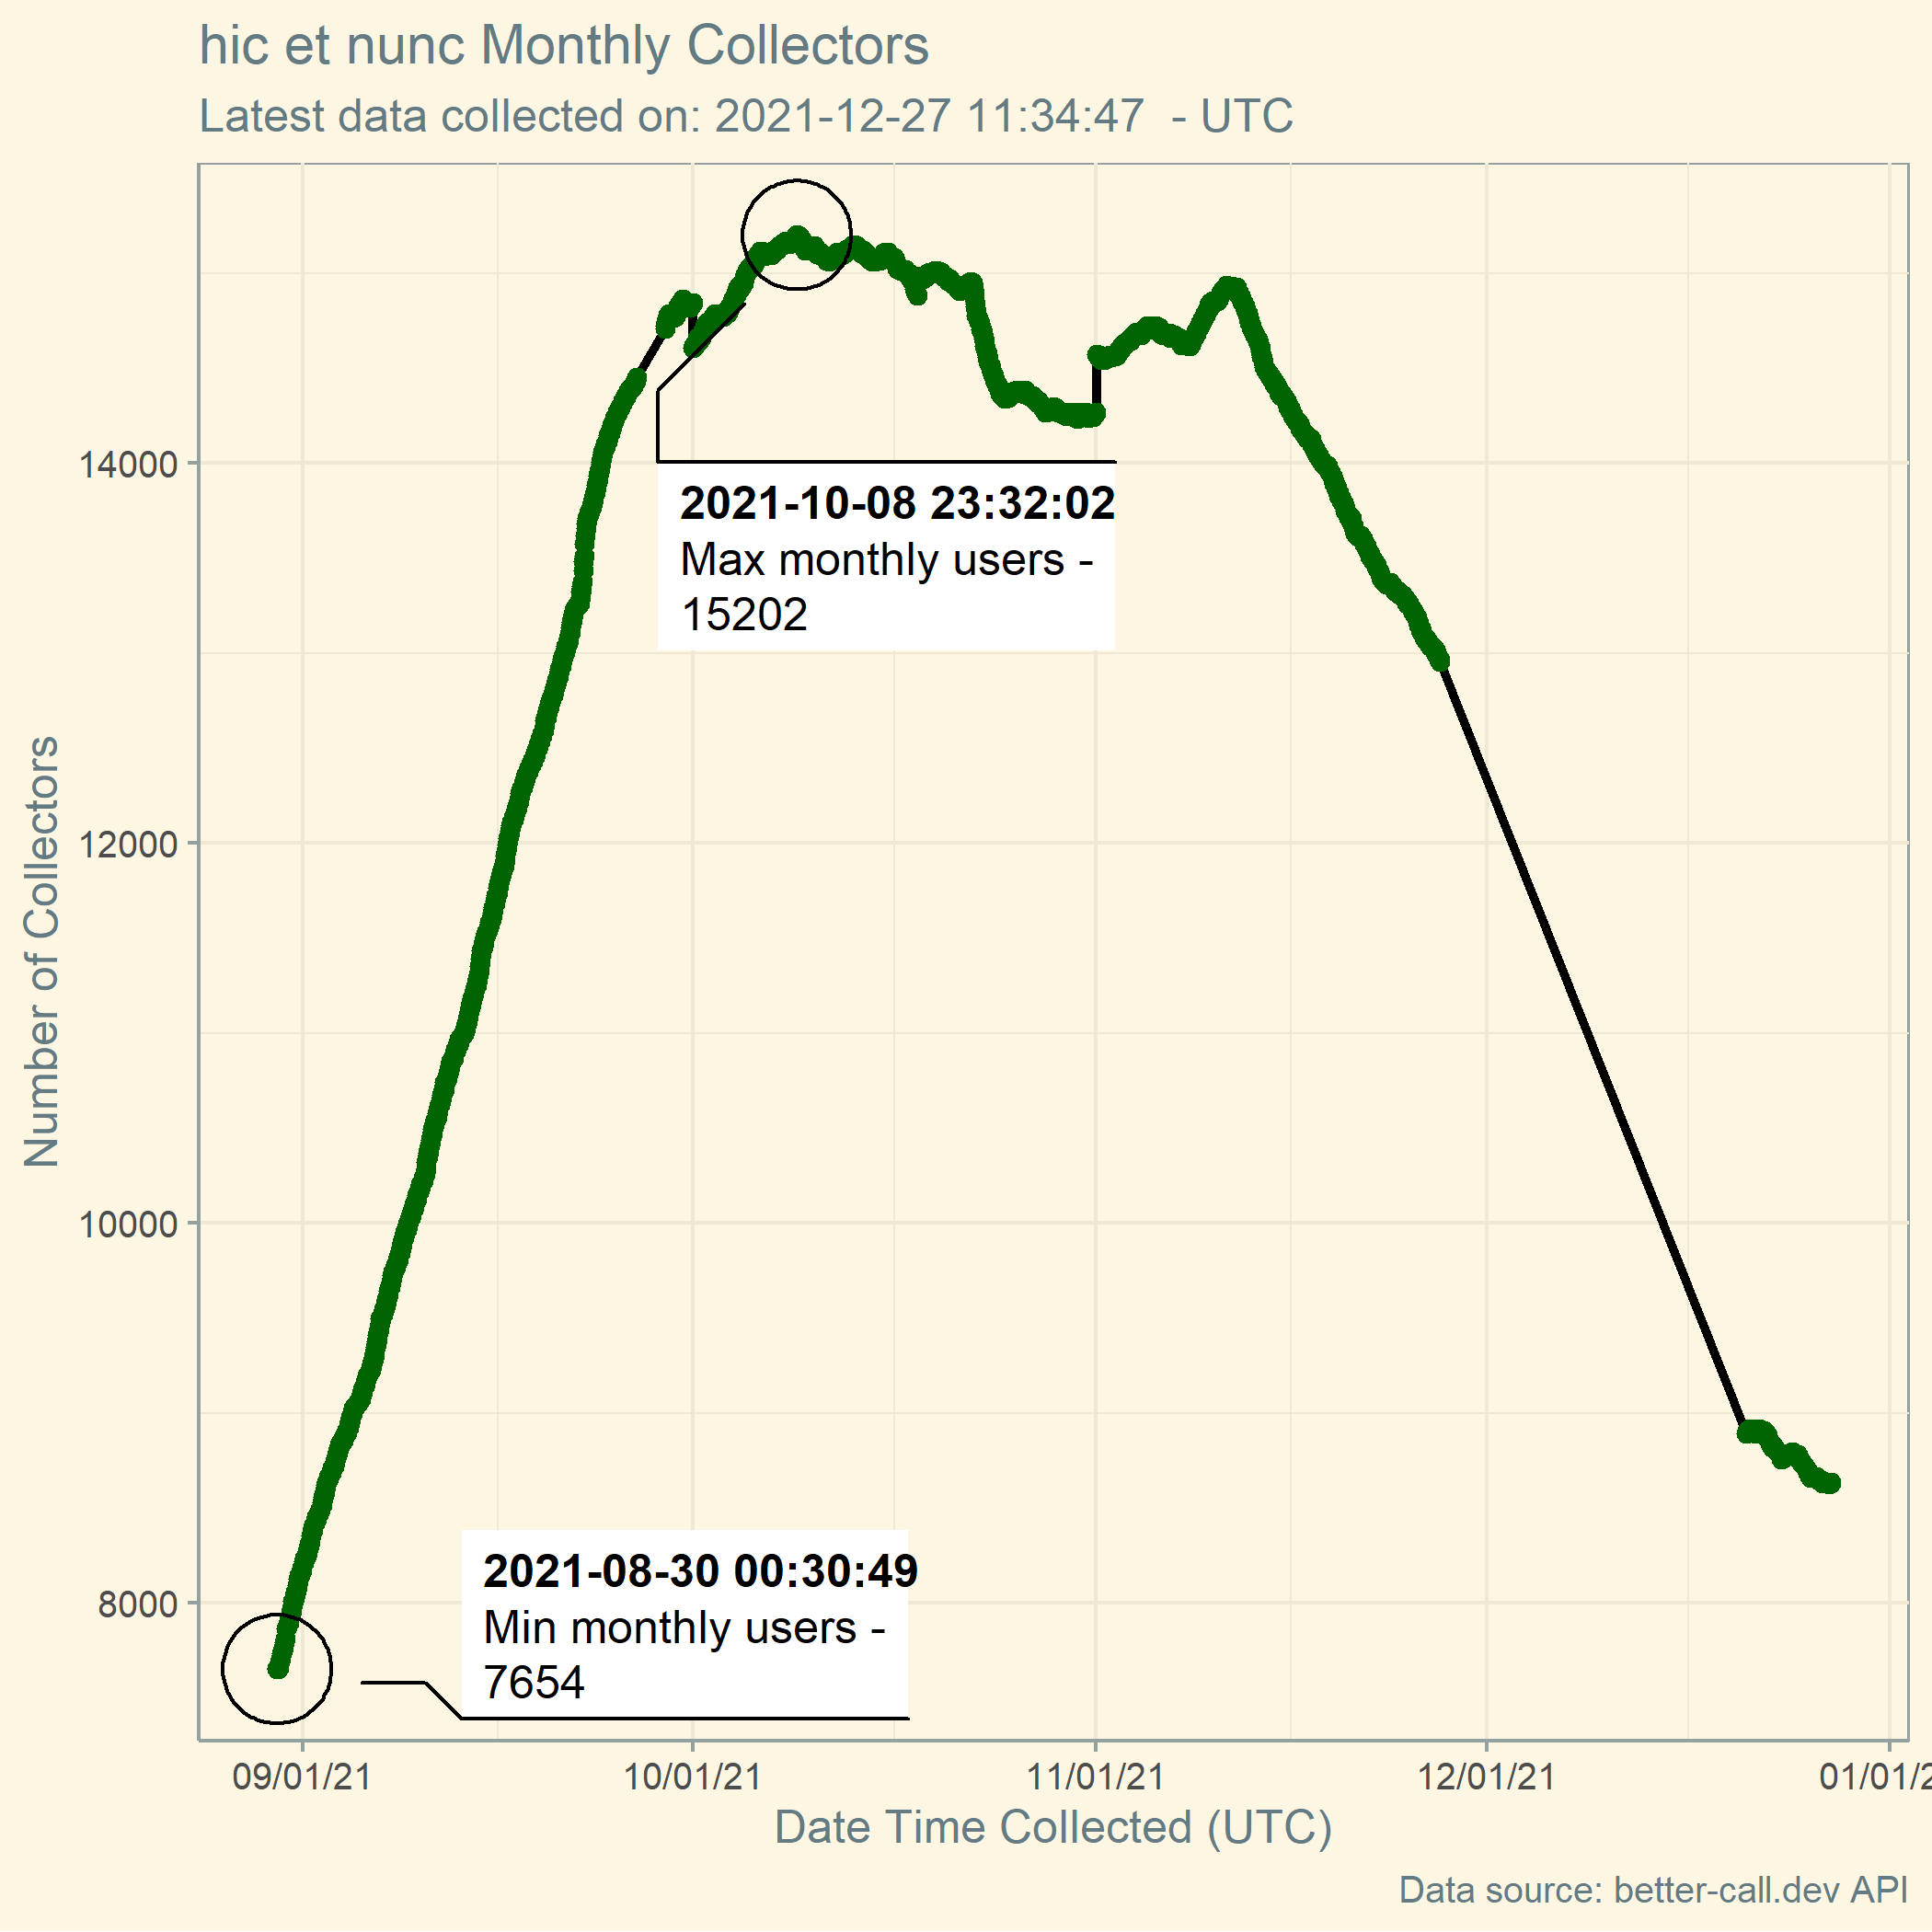 hic et nunc Monthly Collectors
Latest data collected on: 2021-12-27 11:34:47 - UTC
Number of Collectors
14000
12000
10000
8000
2021-10-08 23:32:02
Max monthly users -
15202
2021-08-30 00:30:49
Min monthly users -
7654
09/01/21
10/01/21
11/01/21
12/01/21
01/01/2
Date Time Collected (UTC)
Data source: better-call.dev API